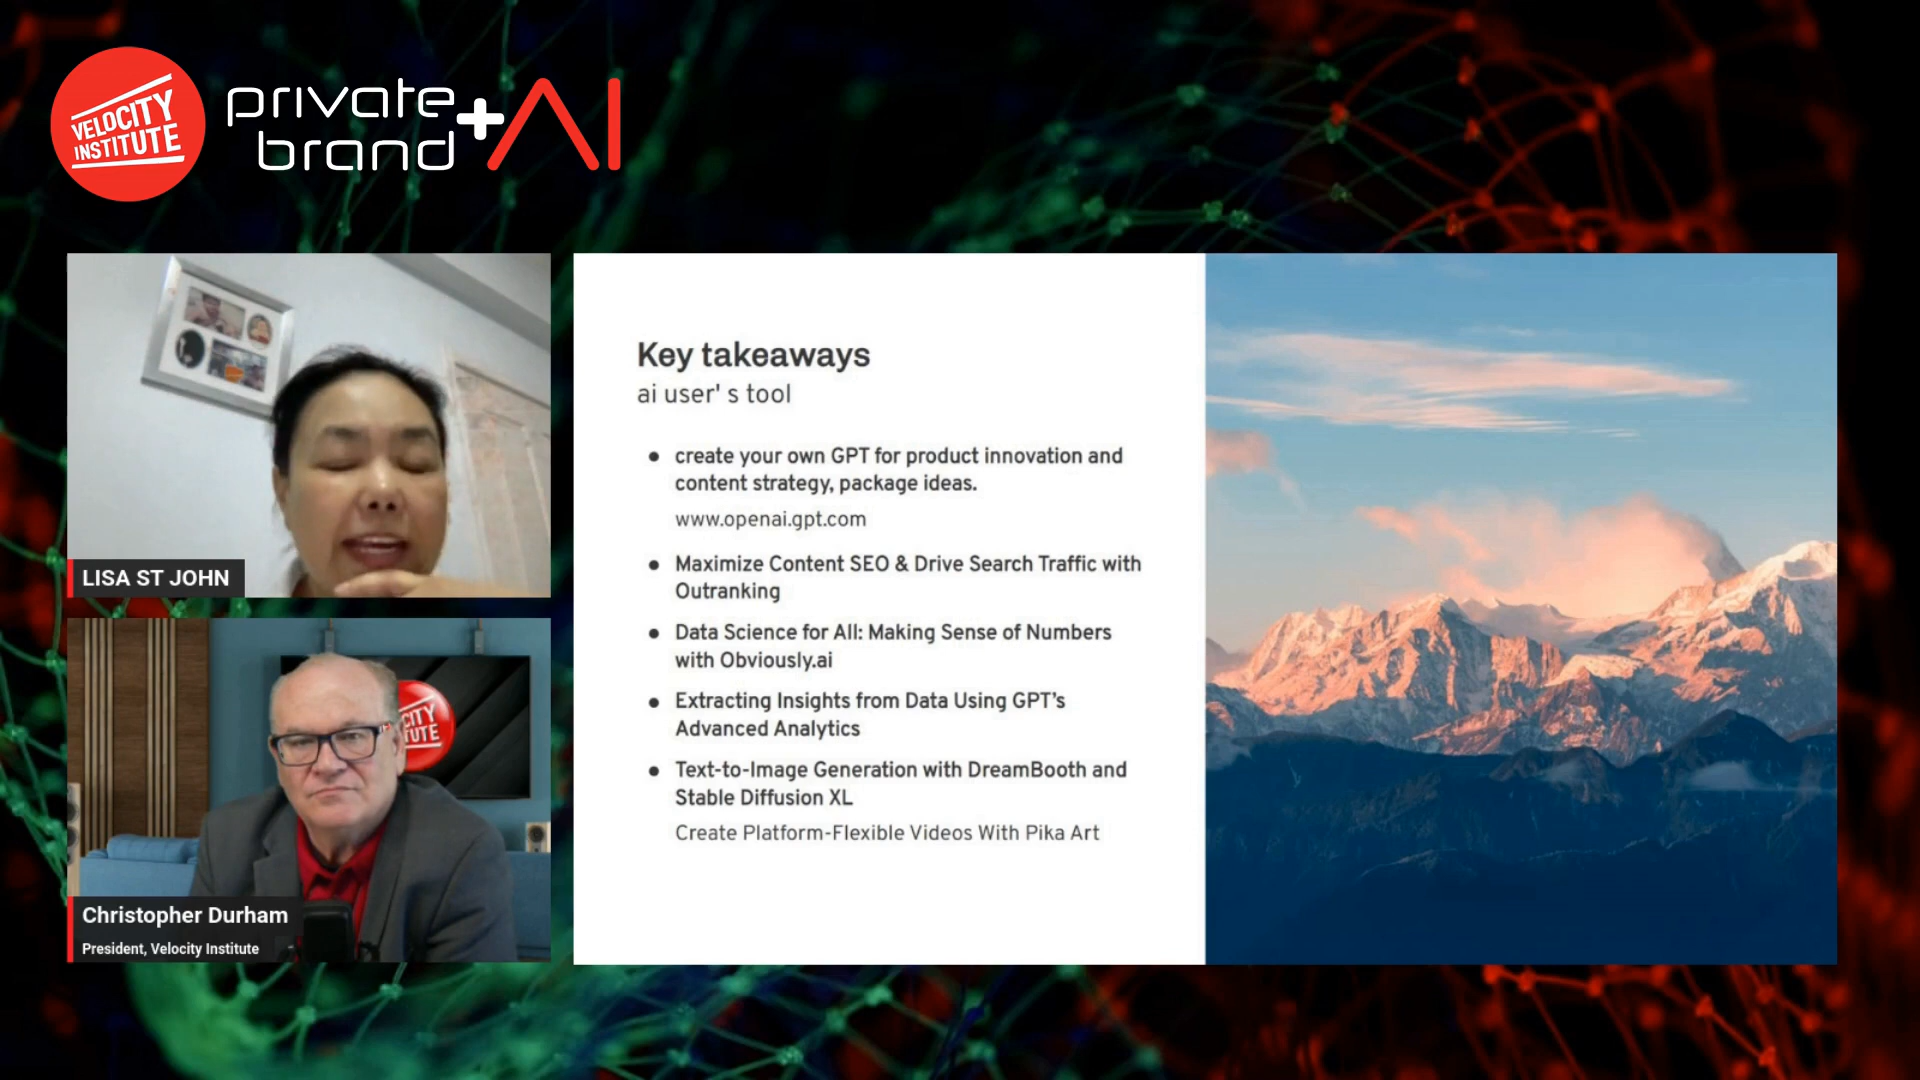 VELOCITY
INSTITUTE
private
brand
+AI
LISA ST JOHN
CITY
TUTE
Christopher Durham
President, Velocity Institute
Key takeaways
ai user' s tool
● create your own GPT for product innovation and
content strategy, package ideas.
www.openai.gpt.com
● Maximize Content SEO & Drive Search Traffic with
Outranking
● Data Science for All: Making Sense of Numbers
with Obviously.ai
● Extracting Insights from Data Using GPT’s
Advanced Analytics
● Text-to-Image Generation with DreamBooth and
Stable Diffusion XL
Create Platform-Flexible Videos With Pika Art